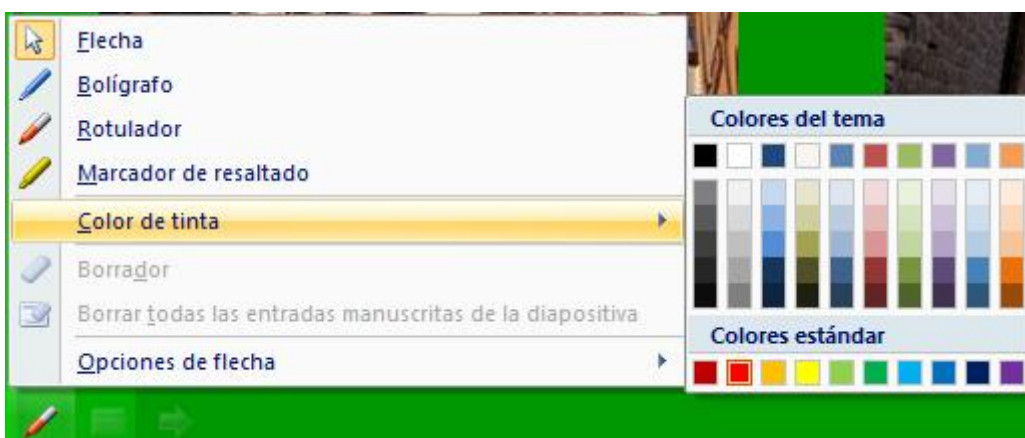 Flecha
Bolígrafo
Rotulador
Marcador de resaltado
Color de tinta
Borrador
Borrar todas las entradas manuscritas de la diapositiva
Opciones de flecha
Colores del tema
Colores estándar